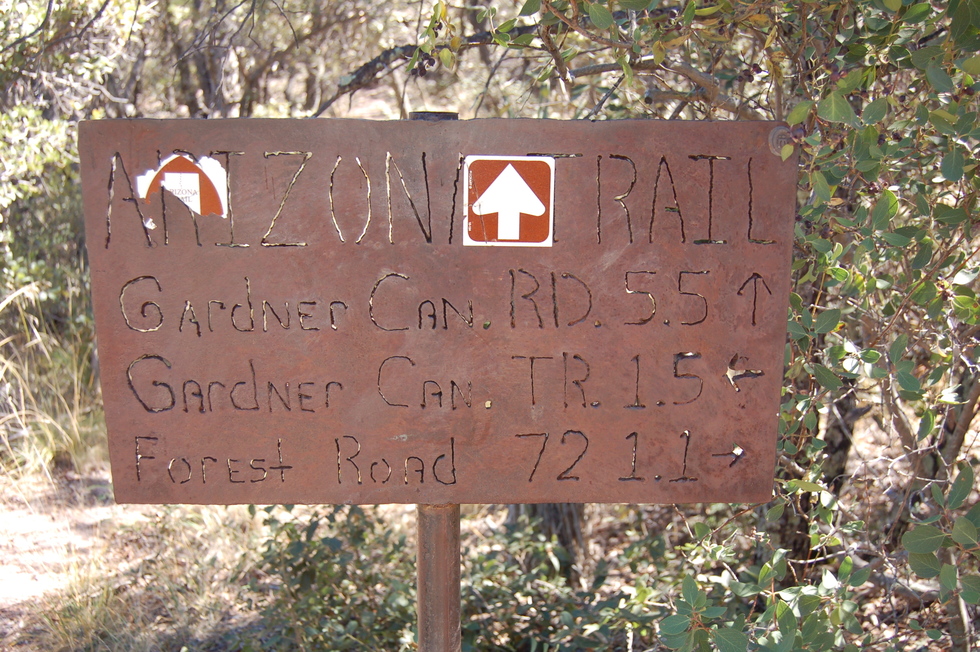 ARIZONA TRAIL
GArdNEr CAN. RD. 5.5 ↑
GArdNEr CAN. TR. 1.5 ←
Forest Road 72 1.1 →